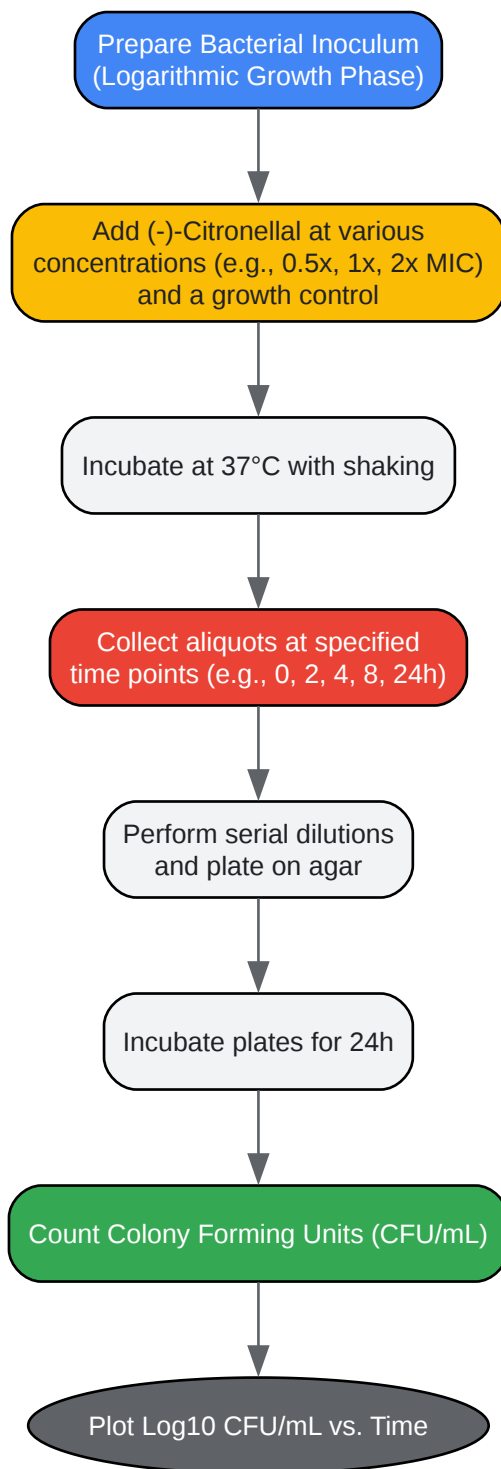 Prepare Bacterial Inoculum
(Logarithmic Growth Phase)
Add (-)-Citronellal at various
concentrations (e.g., 0.5x, 1x, 2x MIC)
and a growth control
Incubate at 37°C with shaking
Collect aliquots at specified
time points (e.g., 0, 2, 4, 8, 24h)
Perform serial dilutions
and plate on agar
Incubate plates for 24h
Count Colony Forming Units (CFU/mL)
Plot Log10 CFU/mL vs. Time